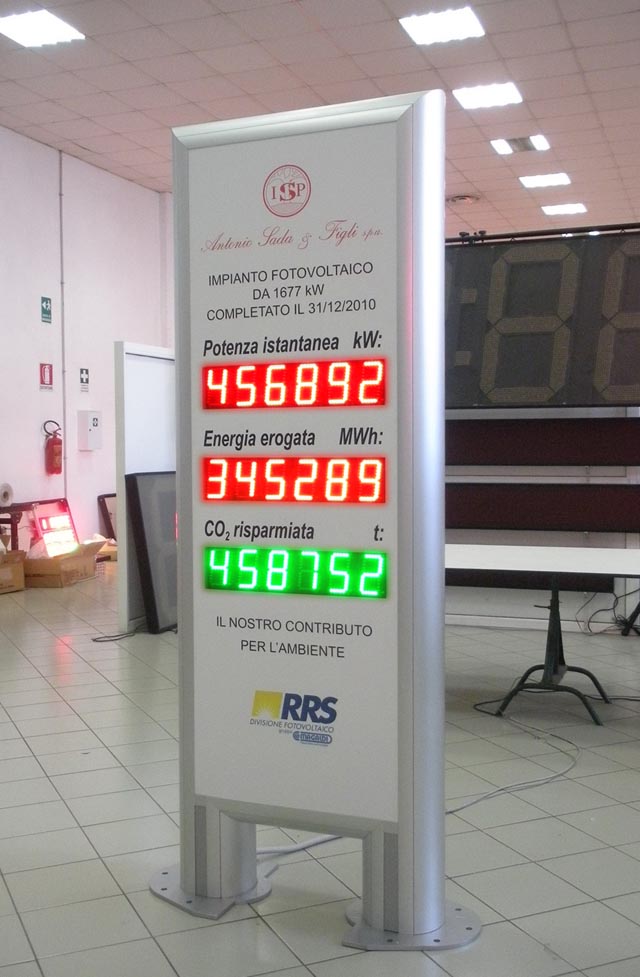 ISP
Antonio Sada & Figli spa.
IMPIANTO FOTOVOLTAICO
DA 1677 kW
COMPLETATO IL 31/12/2010
Potenza istantanea kW:
456892
Energia erogata MWh:
345289
CO₂ risparmiata t:
458752
IL NOSTRO CONTRIBUTO
PER L'AMBIENTE
RRS
DIVISIONE FOTOVOLTAICO